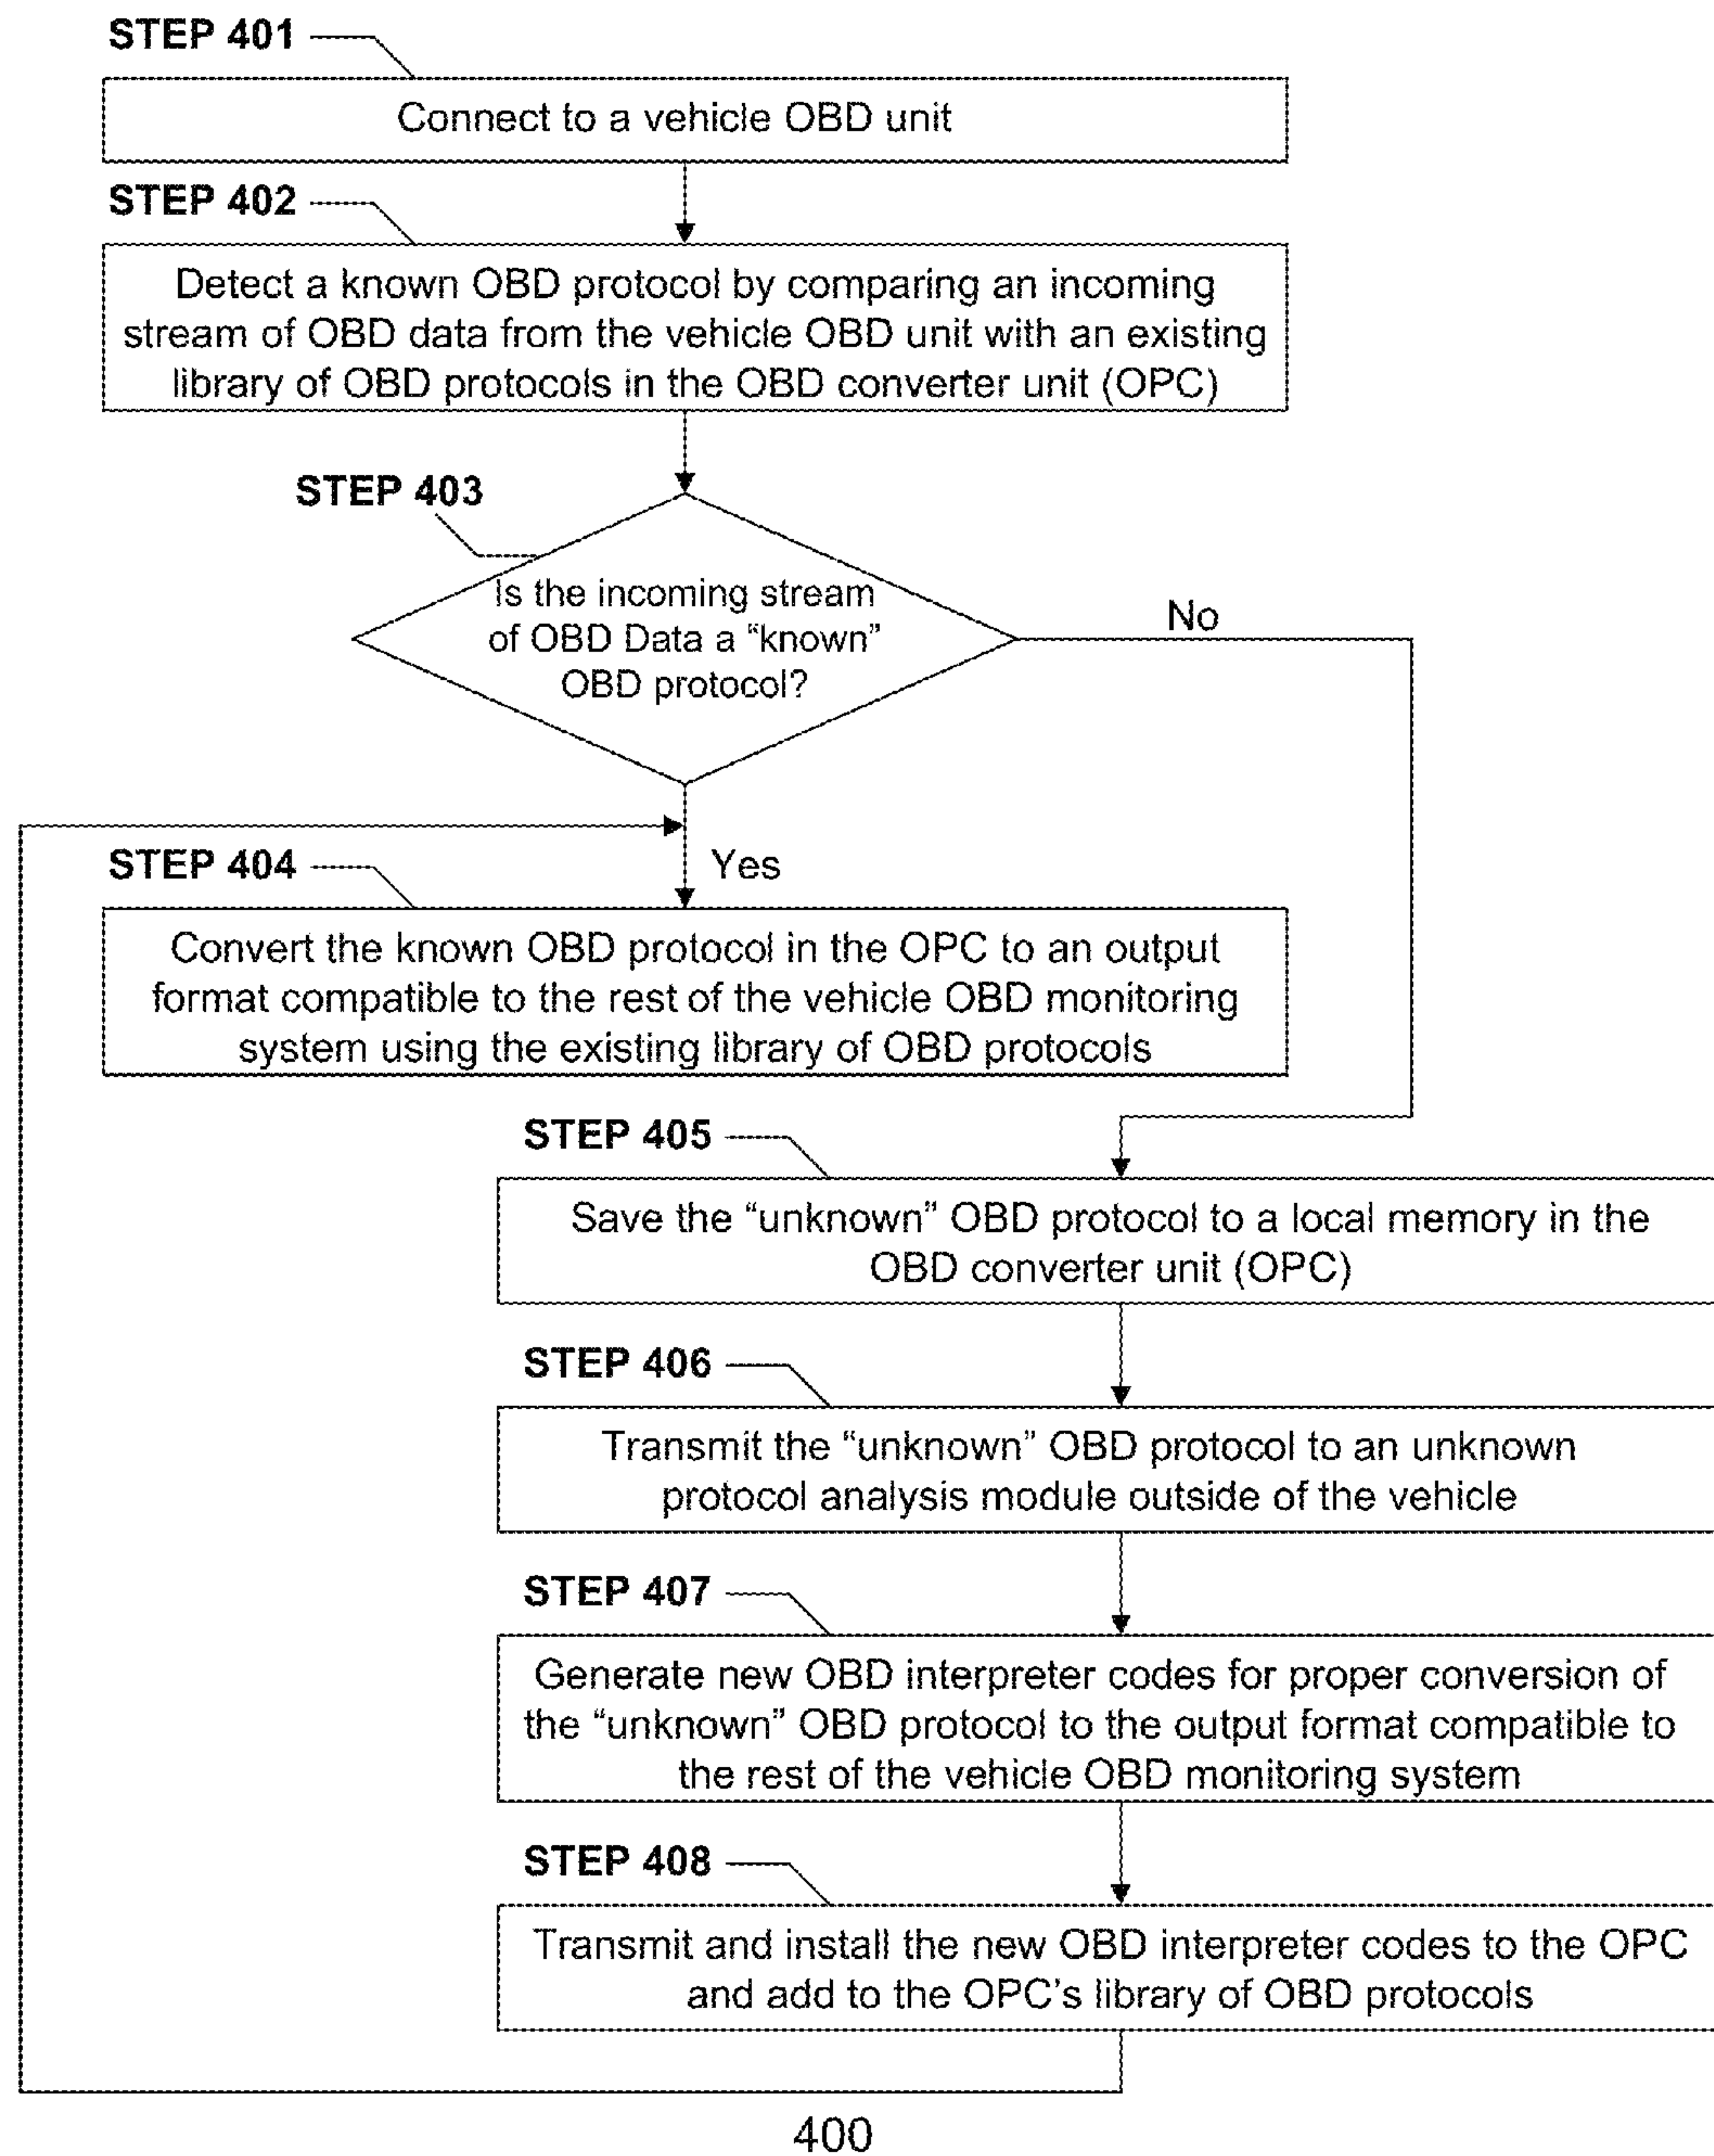 STEP 401
Connect to a vehicle OBD unit
STEP 402
Detect a known OBD protocol by comparing an incoming
stream of OBD data from the vehicle OBD unit with an existing
library of OBD protocols in the OBD converter unit (OPC)
STEP 403
Is the incoming stream
of OBD Data a “known”
OBD protocol?
No
Yes
STEP 404
Convert the known OBD protocol in the OPC to an output
format compatible to the rest of the vehicle OBD monitoring
system using the existing library of OBD protocols
STEP 405
Save the “unknown” OBD protocol to a local memory in the
OBD converter unit (OPC)
STEP 406
Transmit the “unknown” OBD protocol to an unknown
protocol analysis module outside of the vehicle
STEP 407
Generate new OBD interpreter codes for proper conversion of
the “unknown” OBD protocol to the output format compatible to
the rest of the vehicle OBD monitoring system
STEP 408
Transmit and install the new OBD interpreter codes to the OPC
and add to the OPC’s library of OBD protocols
400